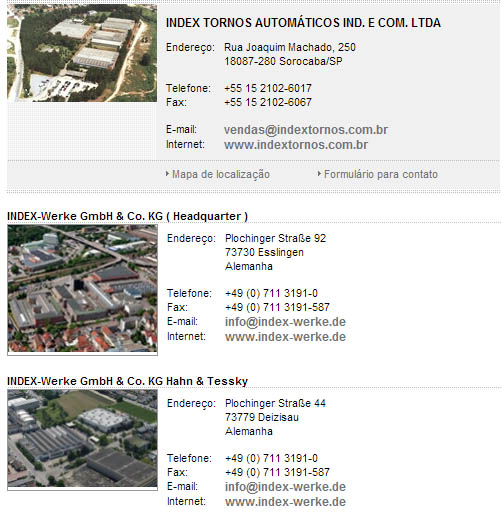 INDEX TORNOS AUTOMÁTICOS IND. E COM. LTDA
Endereço: Rua Joaquim Machado, 250
18087-280 Sorocaba/SP
Telefone: +55 15 2102-6017
Fax: +55 15 2102-6067
E-mail: vendas@indextornos.com.br
Internet: www.indextornos.com.br
Mapa de localização Formulário para contato
INDEX-Werke GmbH & Co. KG ( Headquarter )
Endereço: Plochinger Straße 92
73730 Esslingen
Alemanha
Telefone: +49 (0) 711 3191-0
Fax: +49 (0) 711 3191-587
E-mail: info@index-werke.de
Internet: www.index-werke.de
INDEX-Werke GmbH & Co. KG Hahn & Tessky
Endereço: Plochinger Straße 44
73779 Deizisau
Alemanha
Telefone: +49 (0) 711 3191-0
Fax: +49 (0) 711 3191-587
E-mail: info@index-werke.de
Internet: www.index-werke.de